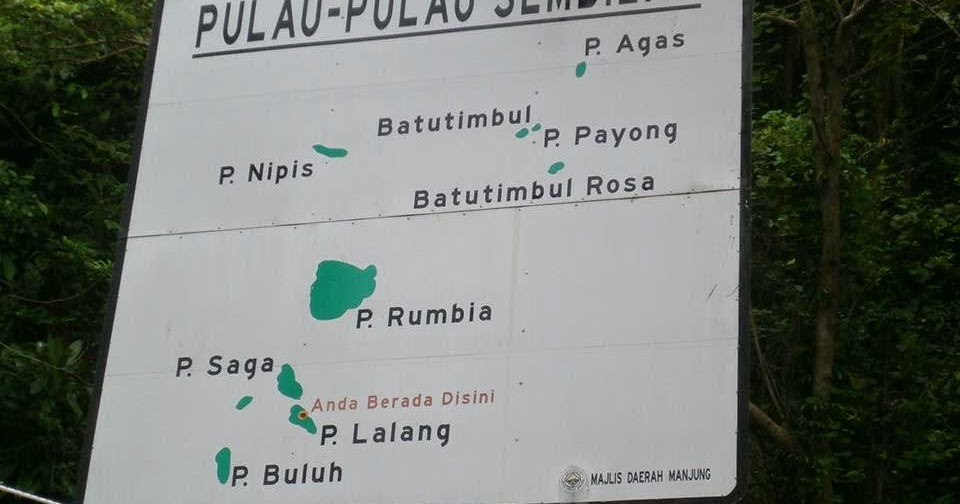 PULAU-PULAU
P. Agas
Batutimbul
P. Payong
P. Nipis
Batutimbul Rosa
P. Rumbia
P. Saga
Anda Berada Disini
P. Lalang
P. Buluh
MAJLIS DAERAH MANJUNG